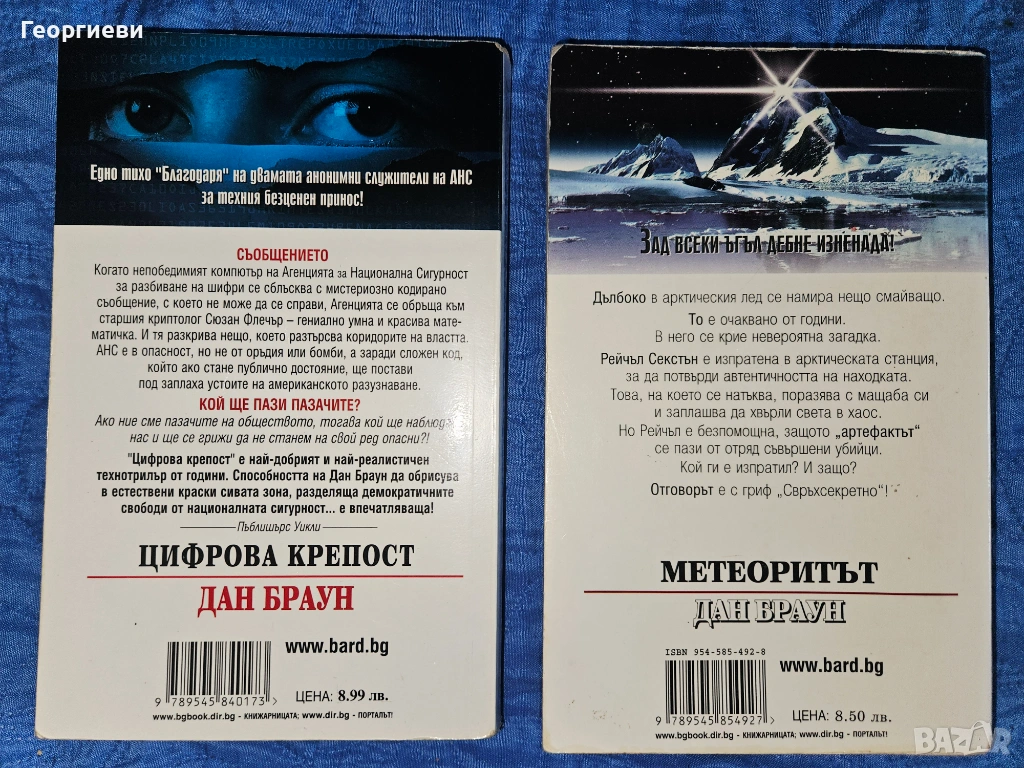 Георгиеви
Едно тихо "Благодаря" на двамата анонимни служители на АНС
за техния безценен принос!
СЪОБЩЕНИЕТО
Когато непобедимият компютър на Агенцията за Национална Сигурност
за разбиване на шифри се сблъсква с мистериозно кодирано
съобщение, с което не може да се справи, Агенцията се обръща към
старшия криптолог Сюзан Флечър – гениално умна и красива мате-
матичка. И тя разкрива нещо, което разтърсва коридорите на властта.
АНС е в опасност, но не от оръдия или бомби, а заради сложен код,
който ако стане публично достояние, ще постави
под заплаха устоите на американското разузнаване.
КОЙ ЩЕ ПАЗИ ПАЗАЧИТЕ?
Ако ние сме пазачите на обществото, тогава кой ще наблюд
нас и ще се грижи да не станем на свой ред опасни?!
"Цифрова крепост" е най-добрият и най-реалистичен
технотрилър от години. Способността на Дан Браун да обрисува
в естествени краски сивата зона, разделяща демократичните
свободи от националната сигурност... е впечатляваща!
Пъблишърс Уикли
ЦИФРОВА КРЕПОСТ
ДАН БРАУН
www.bard.bg
9 789545 840173 >
ЦЕНА: 8.99 лв.
www.bgbook.dir.bg - КНИЖАРНИЦАТА; www.dir.bg - ПОРТАЛЪТ!
ЗАД ВСЕКИ ЪГЪЛ ДЕБНЕ ИЗНЕНАДА!
Дълбоко в арктическия лед се намира нещо смайващо.
То е очаквано от години.
В него се крие невероятна загадка.
Рейчъл Секстън е изпратена в арктическата станция,
за да потвърди автентичността на находката.
Това, на което се натъква, поразява с мащаба си
и заплашва да хвърли света в хаос.
Но Рейчъл е безпомощна, защото „артефактът"
се пази от отряд съвършени убийци.
Кой ги е изпратил? И защо?
Отговорът е с гриф „Свръхсекретно"!
МЕТЕОРИТЪТ
ДАН БРАУН
ISBN 954-585-492-8
www.bard.bg
9 789545 854927 >
ЦЕНА: 8.50 лв.
www.bgbook.dir.bg - КНИЖАРНИЦАТА; www.dir.bg - ПОРТАЛЪТ!
BAZAR